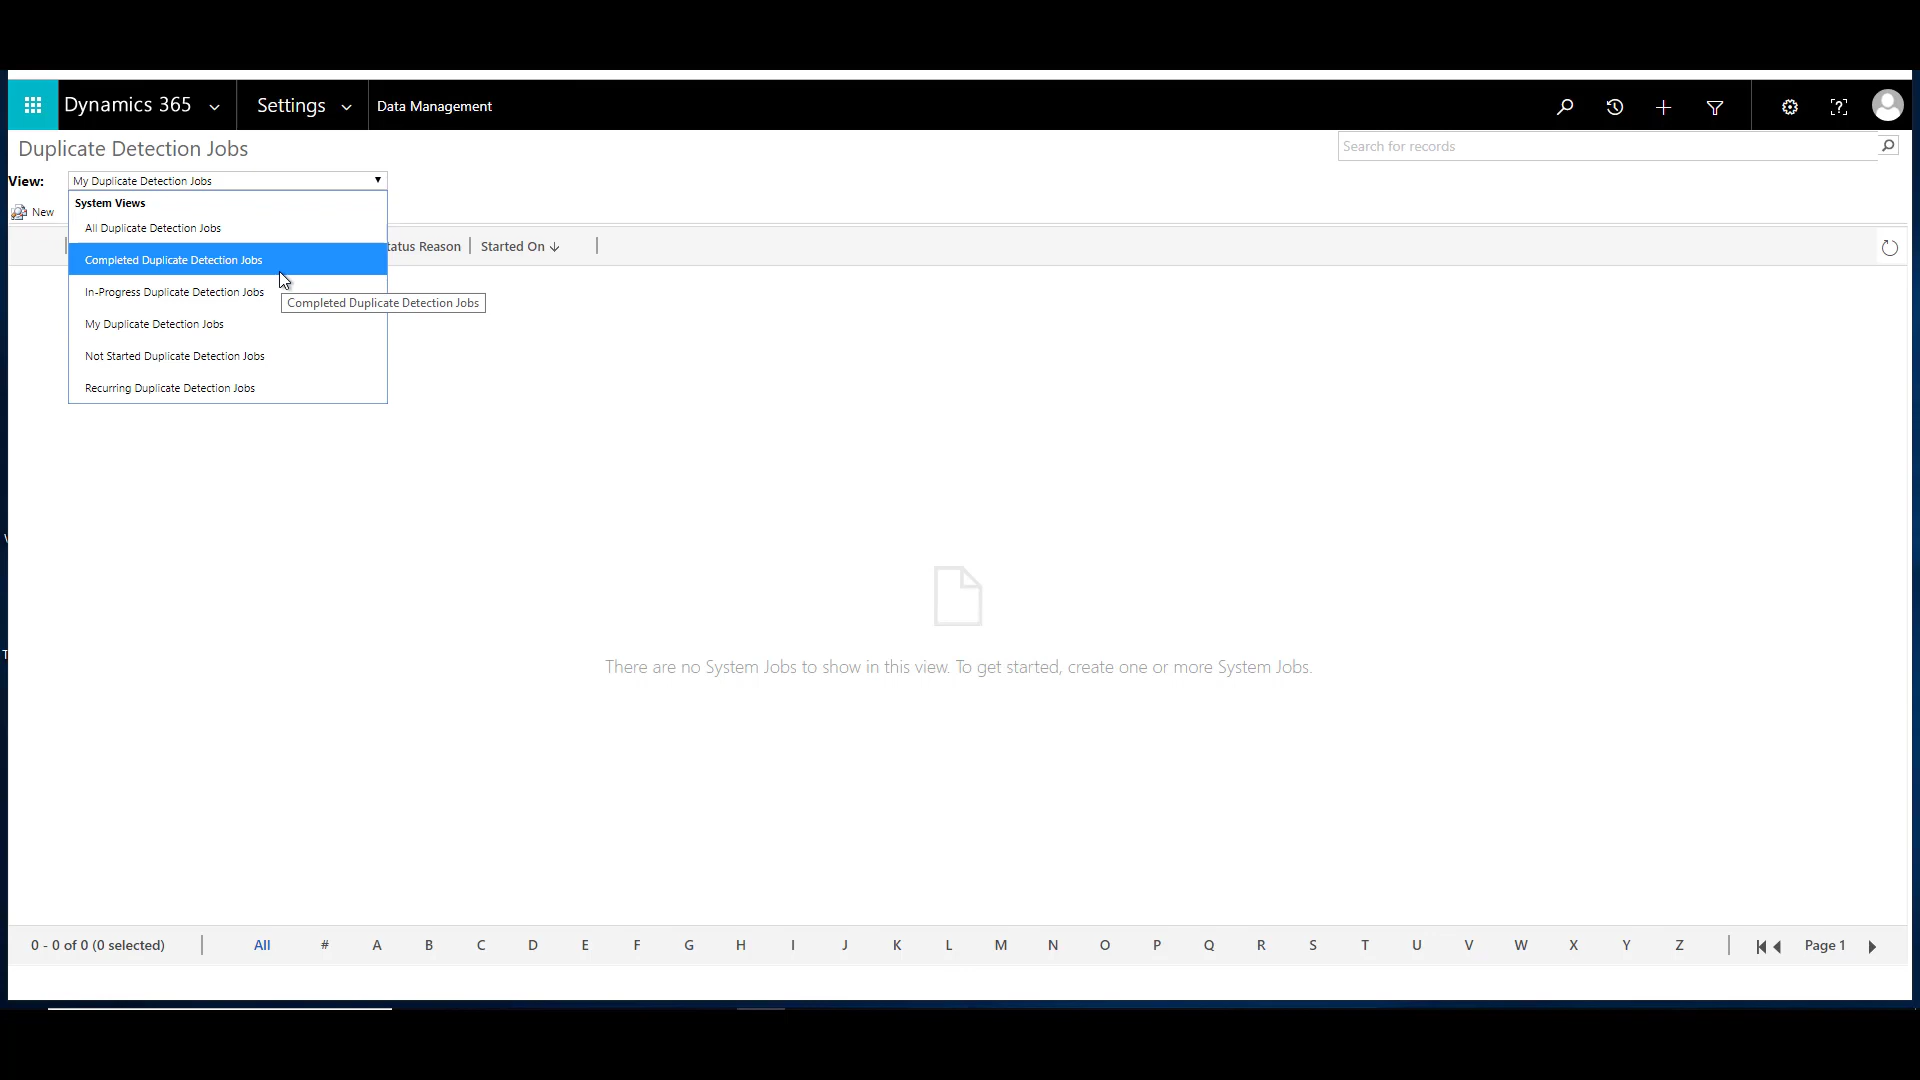 Dynamics 365 Settings Data Management
Duplicate Detection Jobs
Search for records
View: My Duplicate Detection Jobs
System Views
New
All Duplicate Detection Jobs
tatus Reason Started On
Completed Duplicate Detection Jobs
In-Progress Duplicate Detection Jobs
Completed Duplicate Detection Jobs
My Duplicate Detection Jobs
Not Started Duplicate Detection Jobs
Recurring Duplicate Detection Jobs
There are no System Jobs to show in this view. To get started, create one or more System Jobs.
0 - 0 of 0 (0 selected) All # A B C D E F G H I J K L M N O P Q R S T U V W X Y Z Page 1